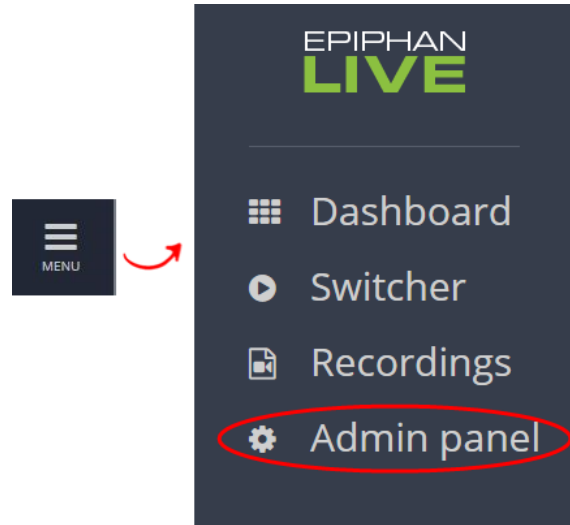 MENU
EPIPHAN
LIVE
Dashboard
Switcher
Recordings
Admin panel